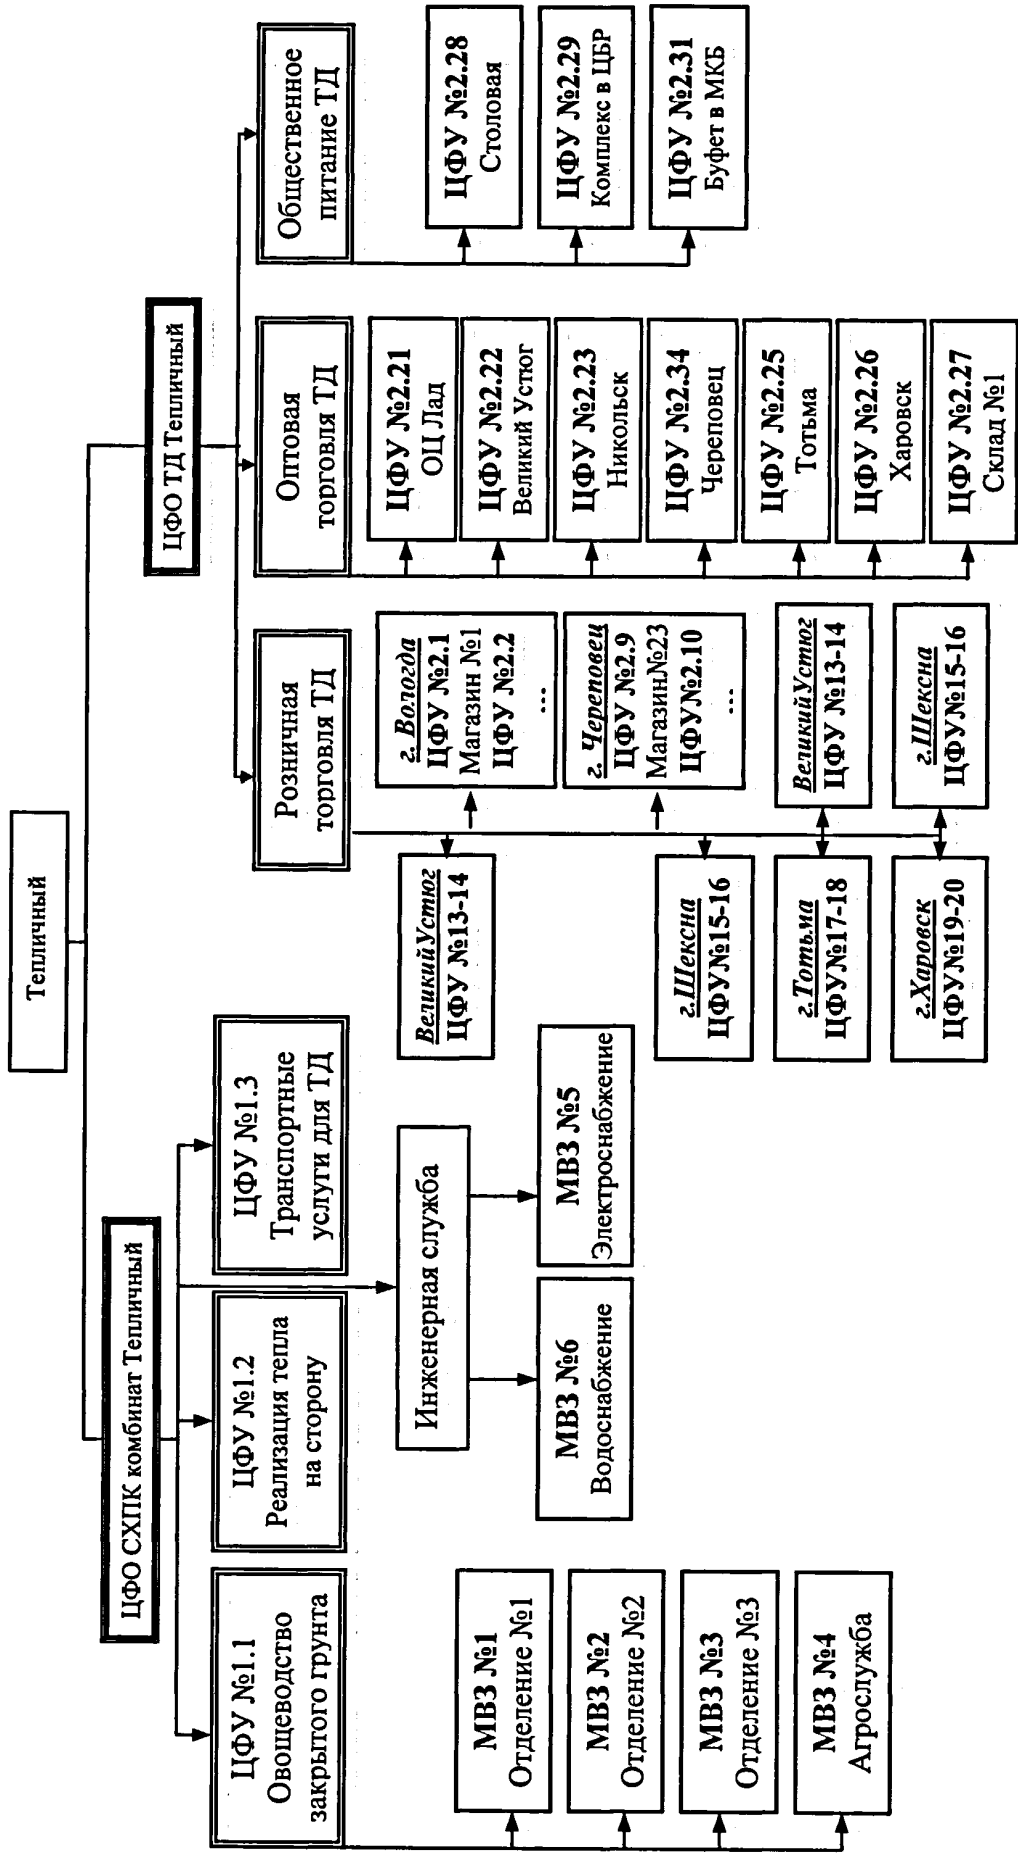 Тепличный
ЦФО СХПК комбинат Тепличный
ЦФО ТД Тепличный
ЦФУ №1.1
Овощеводство
закрытого грунта
ЦФУ №1.2
Реализация тепла
на сторону
ЦФУ №1.3
Транспортные
услуги для ТД
Розничная
торговля ТД
Оптовая
торговля ТД
Общественное
питание ТД
МВЗ №1
Отделение №1
МВЗ №2
Отделение №2
МВЗ №3
Отделение №3
МВЗ №4
Агрослужба
Инженерная служба
МВЗ №6
Водоснабжение
МВЗ №5
Электроснабжение
ВеликийУстюг
ЦФУ №13-14
г.Шексна
ЦФУ№15-16
г.Тотьма
ЦФУ№17-18
г.Харовск
ЦФУ№19-20
г. Вологда
ЦФУ №2.1
Магазин №1
ЦФУ №2.2
...
г. Череповец
ЦФУ №2.9
Магазин№23
ЦФУ№2.10
...
ВеликийУстюг
ЦФУ №13-14
г.Шексна
ЦФУ№15-16
ЦФУ №2.21
ОЦ Лад
ЦФУ №2.22
Великий Устюг
ЦФУ №2.23
Никольск
ЦФУ №2.34
Череповец
ЦФУ №2.25
Тотьма
ЦФУ №2.26
Харовск
ЦФУ №2.27
Склад №1
ЦФУ №2.28
Столовая
ЦФУ №2.29
Комплекс в ЦБР
ЦФУ №2.31
Буфет в МКБ